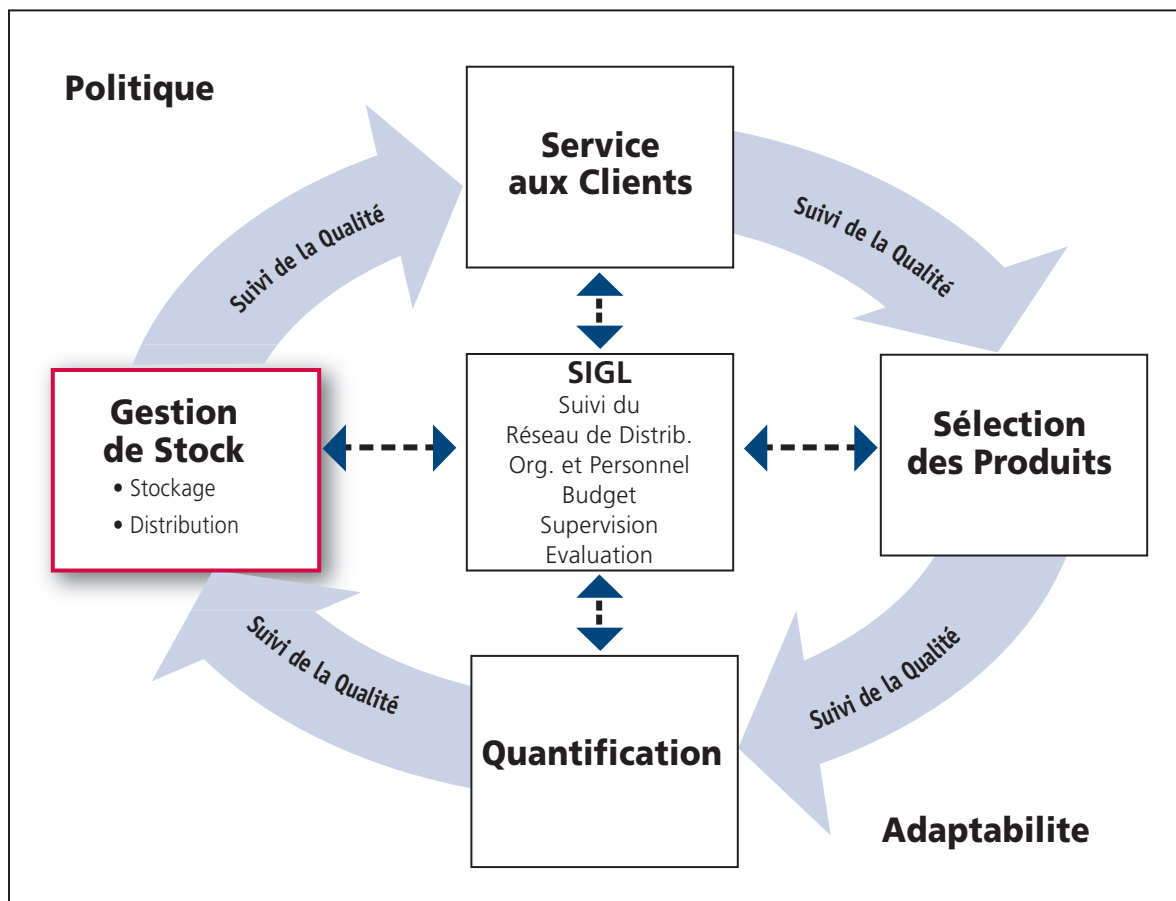 Politique
Service
aux Clients
Suivi de la Qualité
Suivi de la Qualité
Gestion
de Stock
• Stockage
• Distribution
SIGL
Suivi du
Réseau de Distrib.
Org. et Personnel
Budget
Supervision
Evaluation
Sélection
des Produits
Suivi de la Qualité
Suivi de la Qualité
Quantification
Adaptabilite